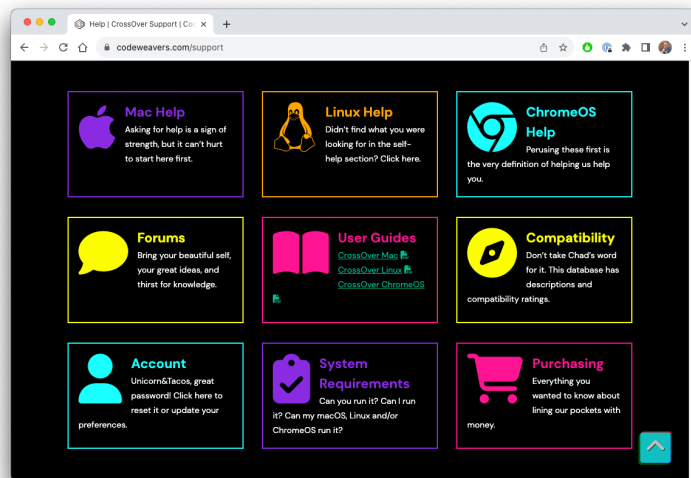 Help | CrossOver Support | Co
codeweavers.com/support
Mac Help
Asking for help is a sign of
strength, but it can't hurt
to start here first.
Linux Help
Didn't find what you were
looking for in the self-
help section? Click here.
ChromeOS
Help
Perusing these first is
the very definition of helping us help
you.
Forums
Bring your beautiful self,
your great ideas, and
thirst for knowledge.
User Guides
CrossOver Mac
CrossOver Linux
CrossOver ChromeOS
Compatibility
Don't take Chad's word
for it. This database has
descriptions and
compatibility ratings.
Account
Unicorn&Tacos, great
password! Click here to
reset it or update your
preferences.
System
Requirements
Can you run it? Can I run
it? Can my macOS, Linux and/or
ChromeOS run it?
Purchasing
Everything you
wanted to know about
lining our pockets with
money.